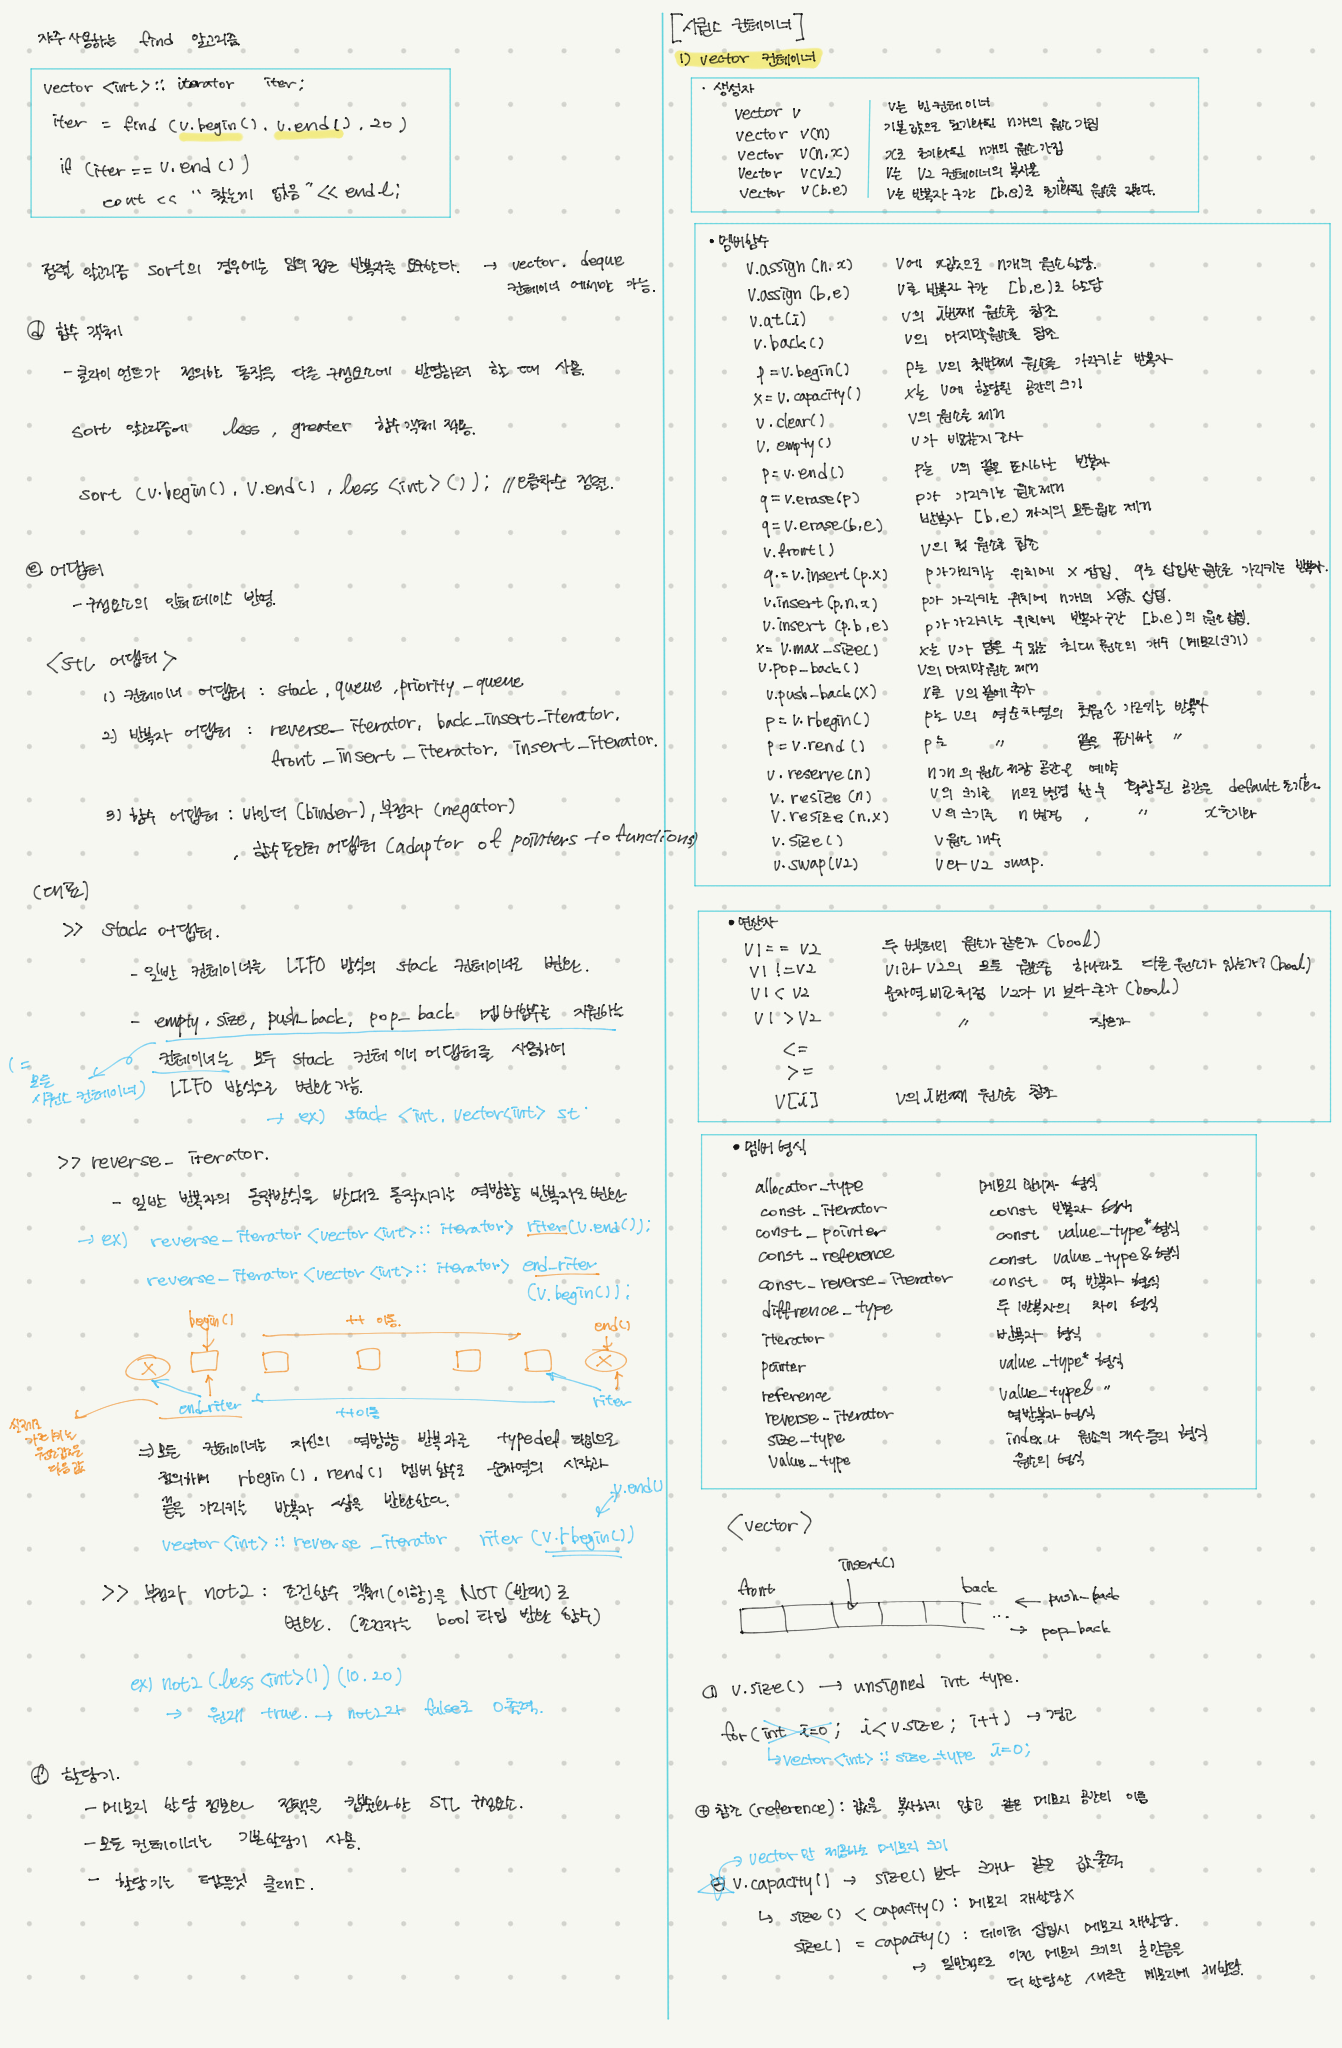 자주 사용하는 find 알고리즘
vector <int> :: iterator iter;
iter = find (v.begin(), v.end(), 20)
if (iter == v.end())
cout << " 찾는게 없음 " << endl;
정렬 알고리즘 sort의 경우에는 임의 접근 반복자를 요구한다. → vector, deque
컨테이너 에서만 가능.
ⓓ 함수 객체
- 클라이언트가 정의한 동작을 다른 구성요소에 반영하려 할 때 사용.
sort 알고리즘에 less, greater 함수 객체 적용.
sort (v.begin(), v.end(), less <int> ()); // 오름차순 정렬.
ⓔ 어댑터
- 구성요소의 인터페이스 변경.
<STL 어댑터>
1) 컨테이너 어댑터 : stack, queue, priority_queue
2) 반복자 어댑터 : reverse_iterator, back_insert_iterator,
front_insert_iterator, insert_iterator.
3) 함수 어댑터 : 바인더 (binder), 부정자 (negator)
, 함수 포인터 어댑터 (adaptor of pointers to functions)
(대표)
>> stack 어댑터.
- 일반 컨테이너를 LIFO 방식의 stack 컨테이너로 변환.
- empty, size, push_back, pop_back 멤버함수를 지원하는
컨테이너는 모두 stack 컨테이너 어댑터를 사용하여
LIFO 방식으로 변환 가능.
(= 모든
시퀀스 컨테이너)
→ ex) stack <int, vector<int> st
>> reverse_ iterator.
- 일반 반복자의 동작방식을 반대로 동작시키는 역방향 반복자로 변환
→ ex) reverse_iterator <vector <int> :: iterator> riter(v.end());
reverse_iterator <vector <int> :: iterator> end_riter
(v.begin());
begin() ++ 이동. end()
X X
end_riter ++이동 riter
실제로
가리키는
원소값은
다음 값
⇒ 모든 컨테이너는 자신의 역방향 반복자를 typedef 타입으로
정의하며 rbegin(), rend() 멤버 함수로 순차열의 시작과
끝을 가리키는 반복자 쌍을 반환한다.
v.end()
vector <int> :: reverse_iterator riter (v.rbegin())
>> 부정자 not2 : 조건함수 객체(이항)을 NOT (반대)로
변환. (조건자는 bool 타입 반환 함수)
ex) not2 (less <int>()) (10, 20)
→ 원래 true. → not2라 false로 0출력.
ⓕ 할당기.
- 메모리 할당 정보와 정책을 캡슐화한 STL 구성요소.
- 모든 컨테이너는 기본할당기 사용.
- 할당기는 템플릿 클래스.
[시퀀스 컨테이너]
1) vector 컨테이너
· 생성자
vector v v는 빈 컨테이너
vector v(n) 기본값으로 초기화된 n개의 원소 가짐
vector v(n, x) x로 초기화된 n개의 원소 가짐
vector v(v2) v는 v2 컨테이너의 복사본
vector v(b, e) v는 반복자 구간 [b, e)로 초기화된 원소를 갖는다.
• 멤버함수
v.assign (n, x) v에 x값으로 n개의 원소 할당.
v.assign (b, e) v를 반복자 구간 [b, e)로 할당
v.at(i) v의 i번째 원소를 참조
v.back() v의 마지막 원소를 참조
p = v.begin() p는 v의 첫번째 원소를 가리키는 반복자
x = v.capacity() x는 v에 할당된 공간의 크기
v.clear() v의 원소를 제거
v.empty() v가 비었는지 조사
p = v.end() p는 v의 끝을 표시하는 반복자
q = v.erase(p) p가 가리키는 원소 제거
q = v.erase(b, e) 반복자 [b, e) 까지의 모든 원소 제거
v.front() v의 첫 원소를 참조
q = v.insert(p, x) p가 가리키는 위치에 x 삽입, q는 삽입한 원소를 가리키는 반복자.
v.insert (p, n, x) p가 가리키는 위치에 n개의 x값 삽입.
v.insert (p, b, e) p가 가리키는 위치에 반복자 구간 [b, e)의 원소 삽입.
x = v.max_size() x는 v가 담을 수 있는 최대 원소의 개수 (메모리크기)
v.pop_back() v의 마지막 원소 제거
v.push_back(x) x를 v의 끝에 추가
p = v.rbegin() p는 v의 역순차열의 첫원소 가리키는 반복자
p = v.rend() p는 〃 끝을 표시하는 〃
v.reserve(n) n개의 원소 저장 공간을 예약
v.resize (n) v의 크기를 n으로 변경 한 후 확장된 공간은 default 초기화.
v.resize (n, x) v의 크기를 n 변경 , 〃 x 초기화
v.size() v 원소 개수
v.swap(v2) v와 v2 swap.
• 연산자
v1 == v2 두 벡터의 원소가 같은가 (bool)
v1 != v2 v1과 v2의 모든 원소중 하나라도 다른 원소가 있는가? (bool)
v1 < v2 문자열 비교처럼 v2가 v1 보다 큰가 (bool)
v1 > v2 〃 작은가
<=
>=
v[i] v의 i번째 원소를 참조
• 멤버 형식
allocator_type 메모리 관리자 형식
const_iterator const 반복자 형식
const_pointer const value_type* 형식
const_reference const value_type& 형식
const_reverse_iterator const 역 반복자 형식
diffrence_type 두 반복자의 차이 형식
iterator 반복자 형식
pointer value_type* 형식
reference value_type& 〃
reverse_iterator 역반복자 형식
size_type index나 원소의 개수 등의 형식
value_type 원소의 형식
<vector>
insert()
front back ← push_back
... → pop_back
① v.size() → unsigned int type.
for (int i=0; i<v.size; i++) → 경고
↳ vector <int> :: size_type i=0;
⊕ 참조 (reference) : 값을 복사하지 않고 같은 메모리 공간의 이름
→ vector만 제공하는 메모리 크기
② v.capacity() → size() 보다 크거나 같은 값 출력
↳ size() < capacity() : 메모리 재할당 X
size() = capacity() : 데이터 삽입시 메모리 재할당.
→ 일반적으로 이전 메모리 크기의 반만큼을
더 할당한 새로운 메모리에 재할당.